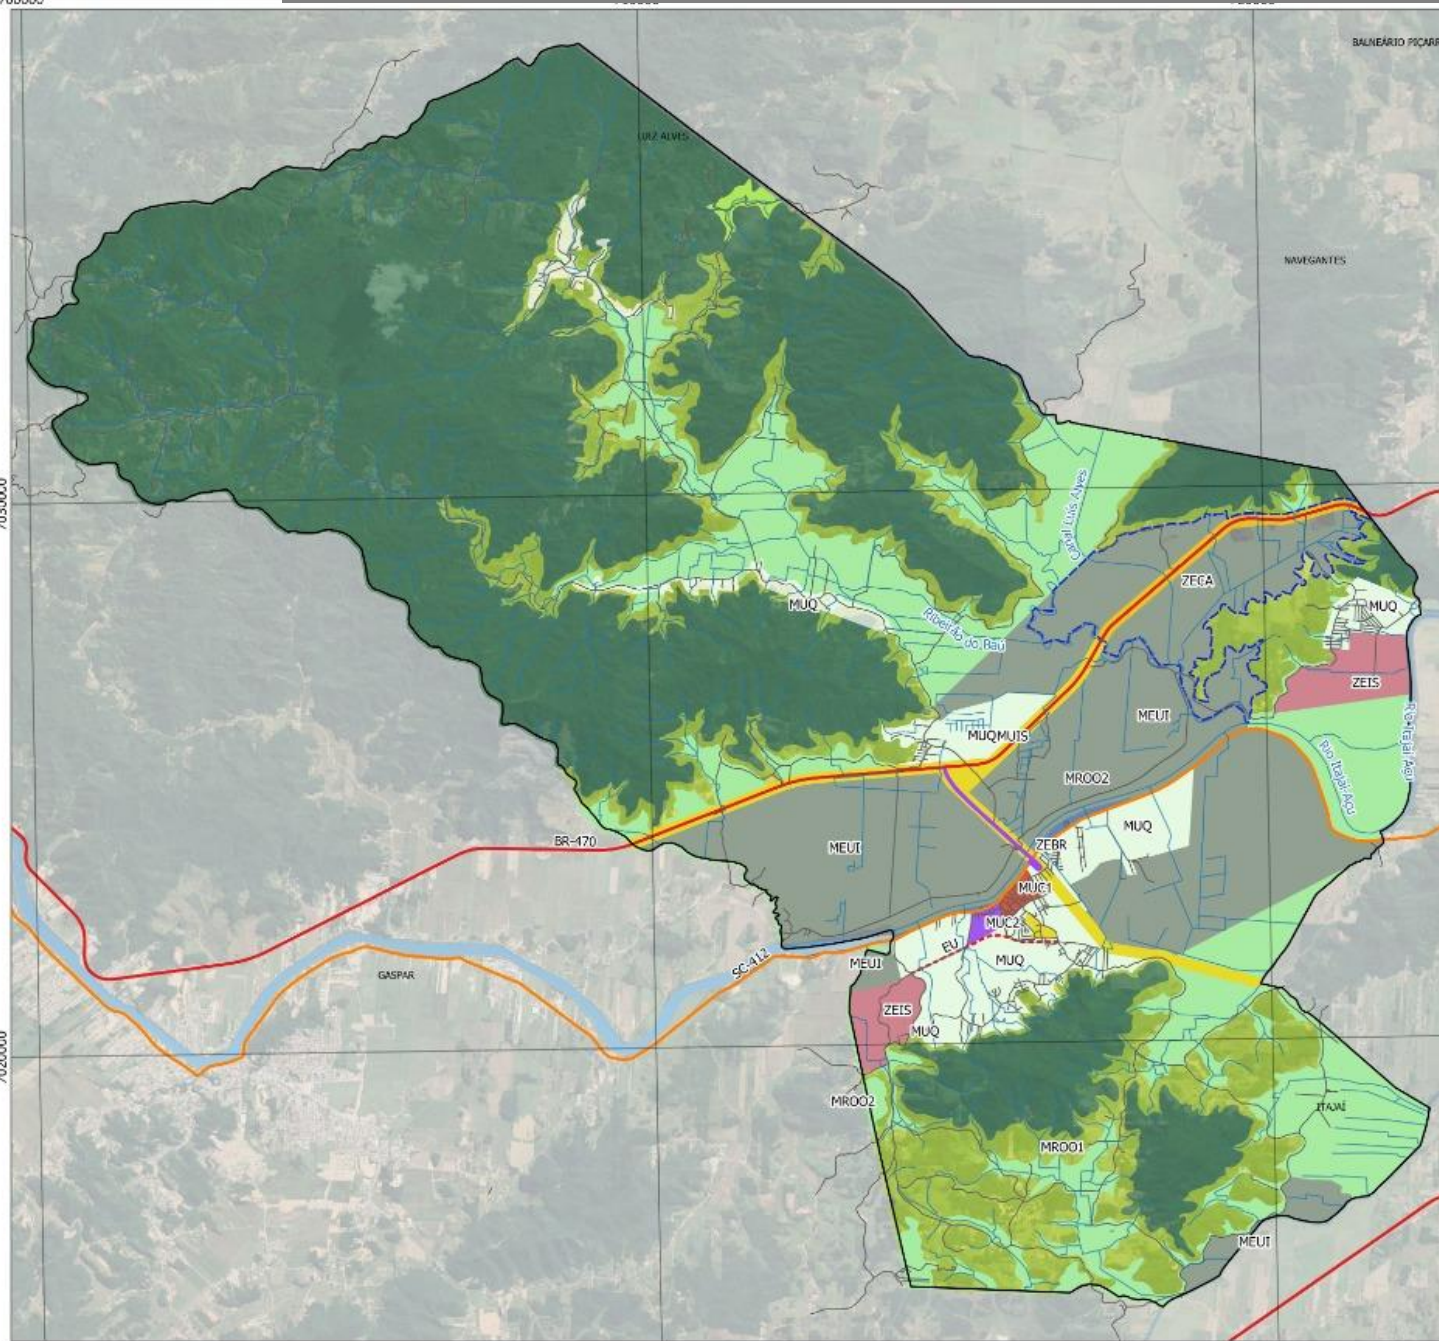 BALNEÁRIO PIÇARR
LUIZ ALVES
NAVEGANTES
7030000
Canal Luis Alves
ZECA
MUQ
MUQ
Ribeirão do Baú
ZEIS
Rio Itajaí-Açu
MEUI
MUQMUIS
Rio Itajaí-Açu
MROO2
MUQ
BR-470
MEUI
ZEBR
MUC1
MUC2
EU
MUQ
SC-412
MEUI
GASPAR
ZEIS
MUQ
7020000
MROO2
ITAJAÍ
MROO1
MEUI